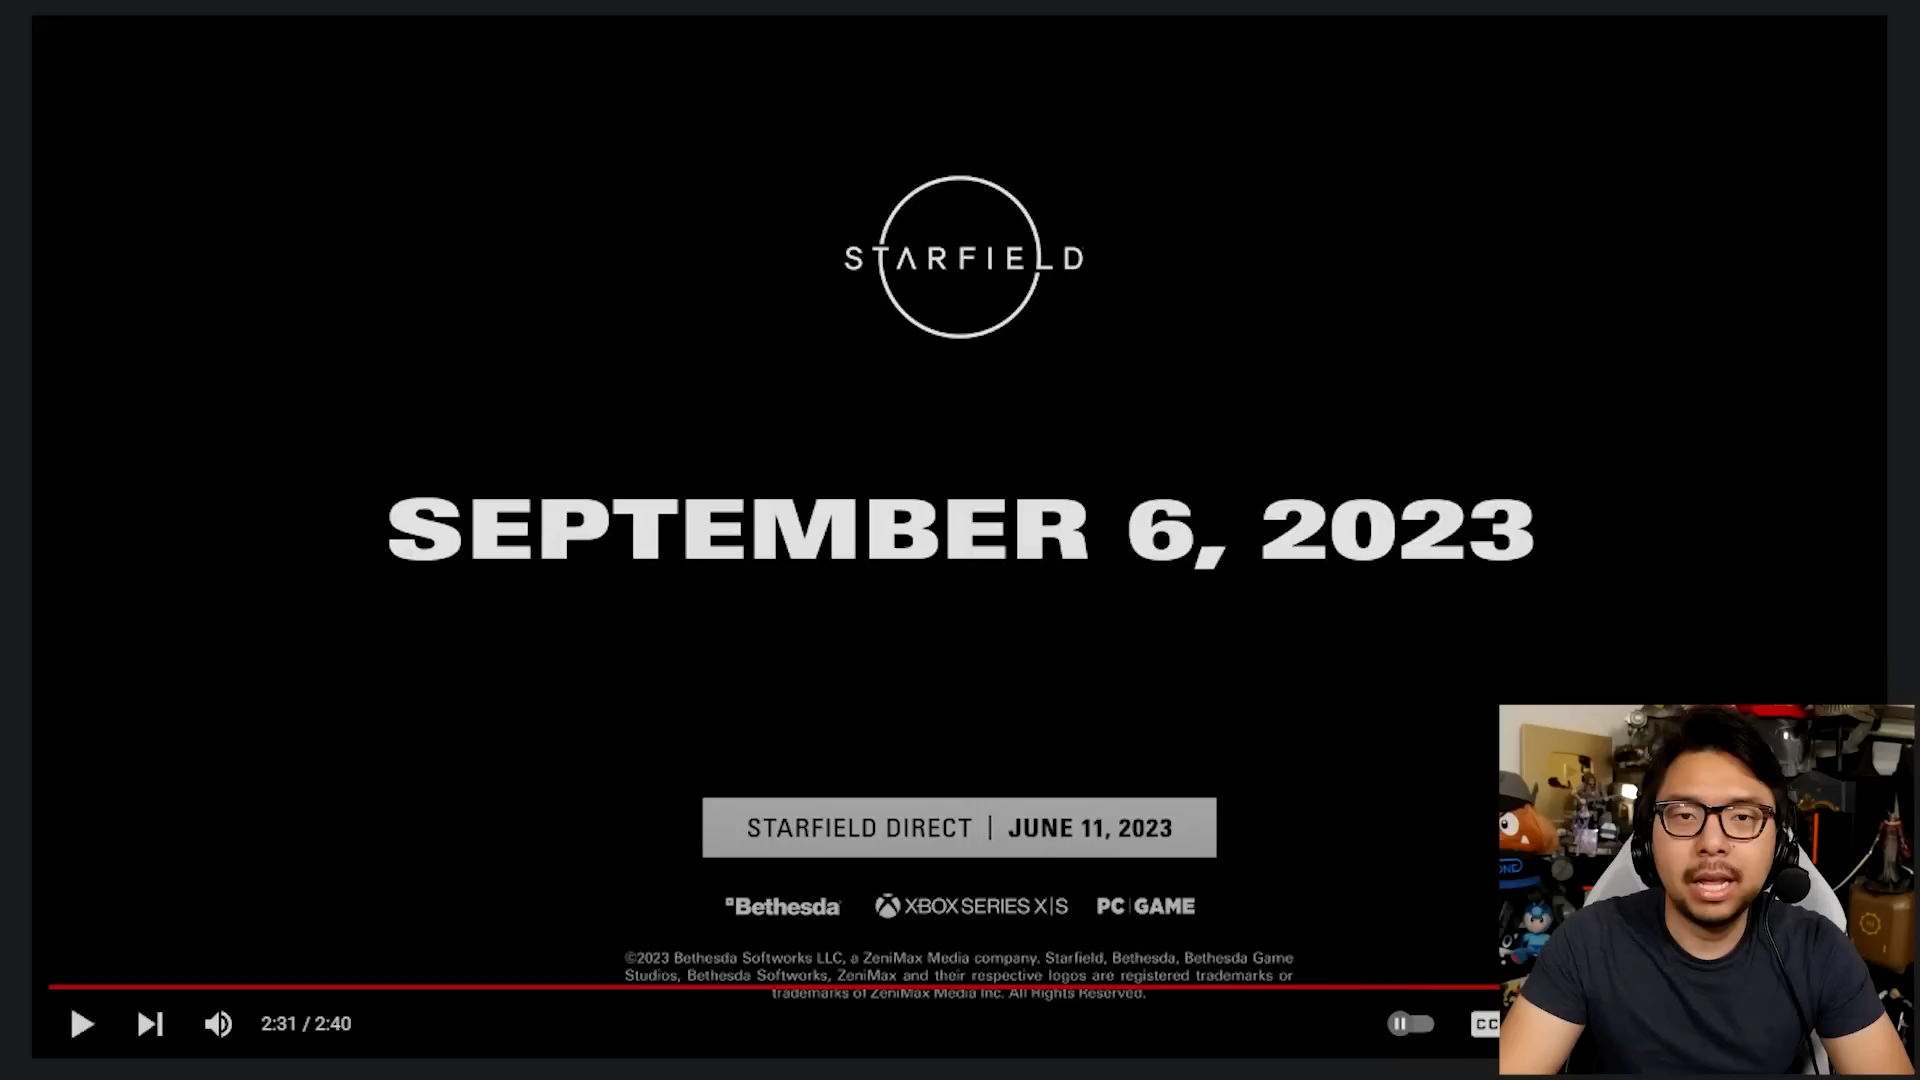 STARFIELD
SEPTEMBER 6, 2023
STARFIELD DIRECT | JUNE 11, 2023
Bethesda XBOX SERIES X|S PC | GAME
©2023 Bethesda Softworks LLC, a ZeniMax Media company. Starfield, Bethesda, Bethesda Game
Studios, Bethesda Softworks, ZeniMax and their respective logos are registered trademarks or
trademarks of ZeniMax Media Inc. All Rights Reserved.
2:31 / 2:40
CC